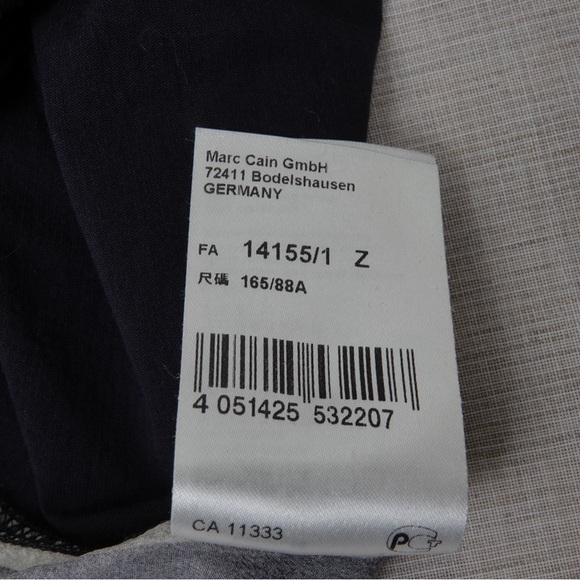 Marc Cain GmbH
72411 Bodelshausen
GERMANY
FA 14155/1 Z
尺碼 165/88A
4 051425 532207
CA 11333